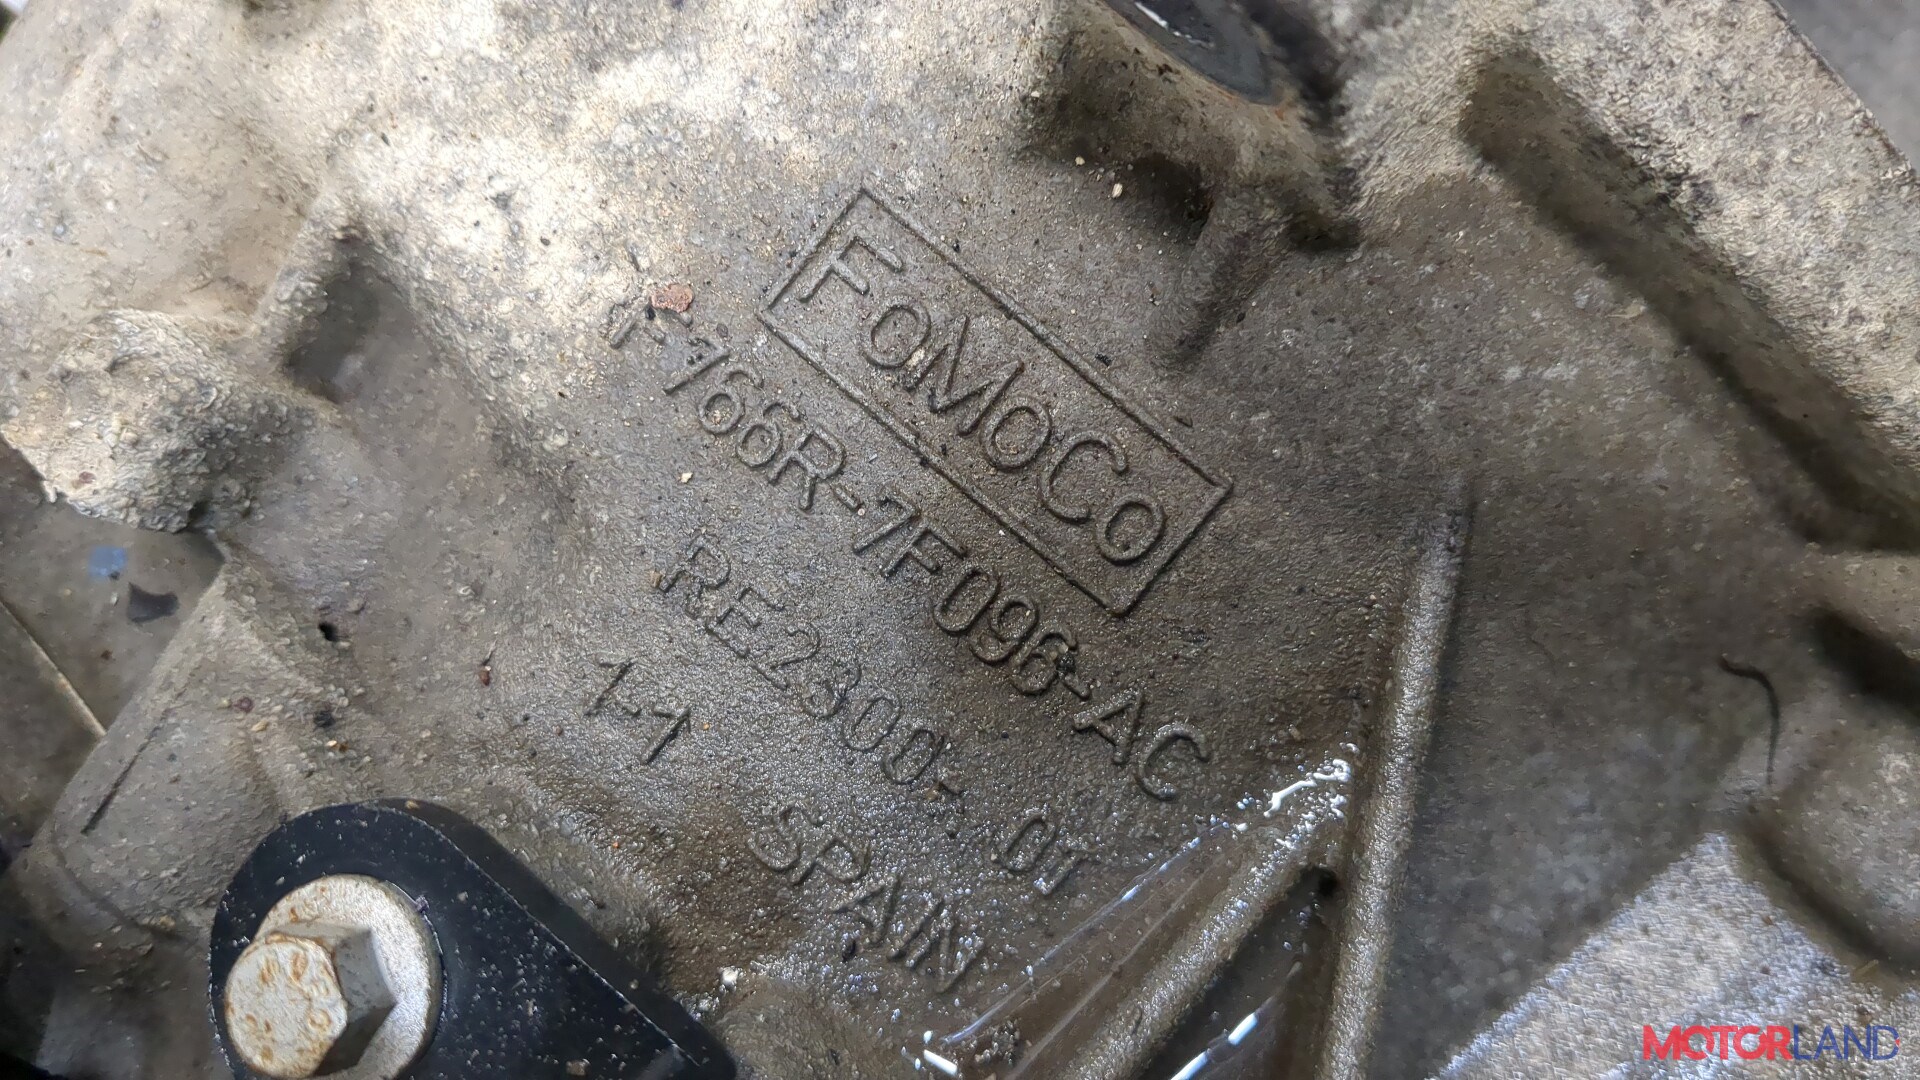 FoMoCo
1-766R-7F096-AC
RE2300- 01
1-1 SPAIN
MOTORLAND